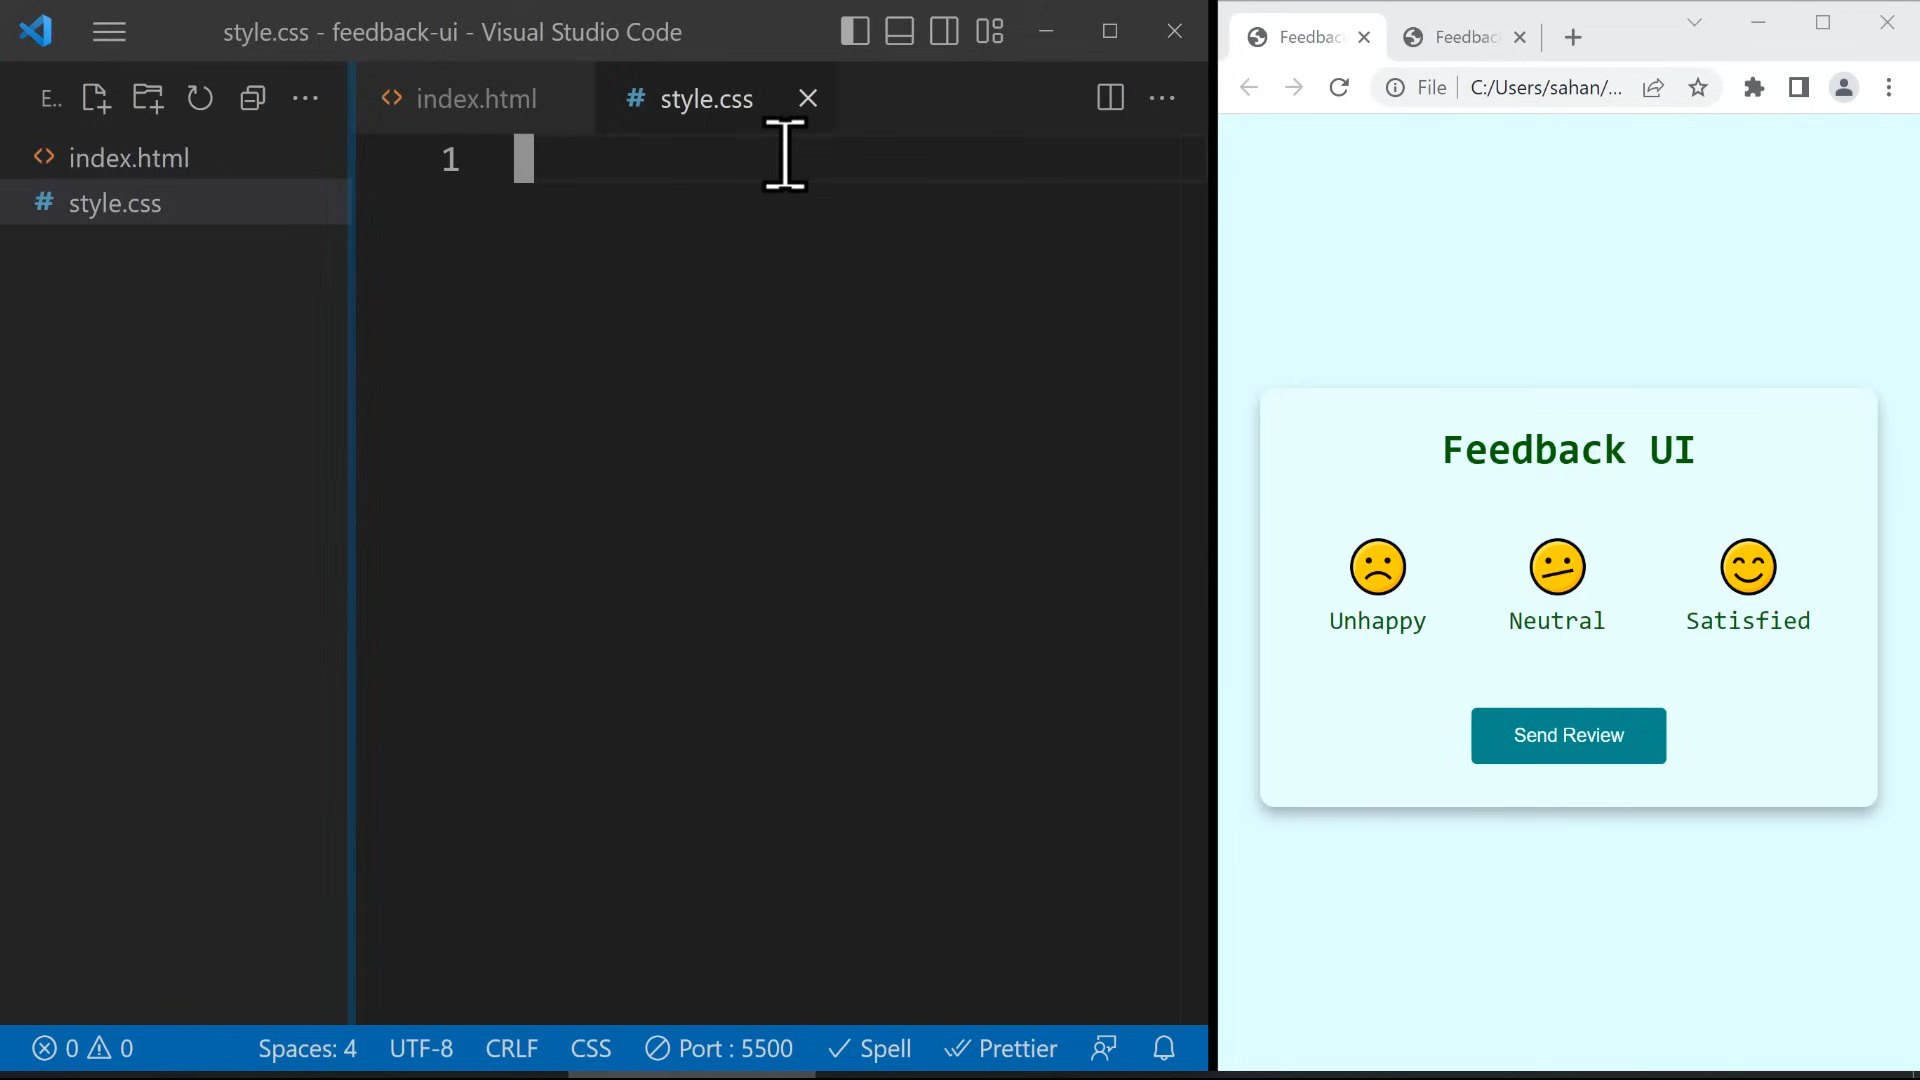 style.css - feedback-ui - Visual Studio Code
E..
index.html
style.css
index.html
style.css
1
0 0
Spaces: 4
UTF-8
CRLF
CSS
Port : 5500
Spell
Prettier
Feedbac
Feedbac
File
C:/Users/sahan/...
Feedback UI
Unhappy
Neutral
Satisfied
Send Review